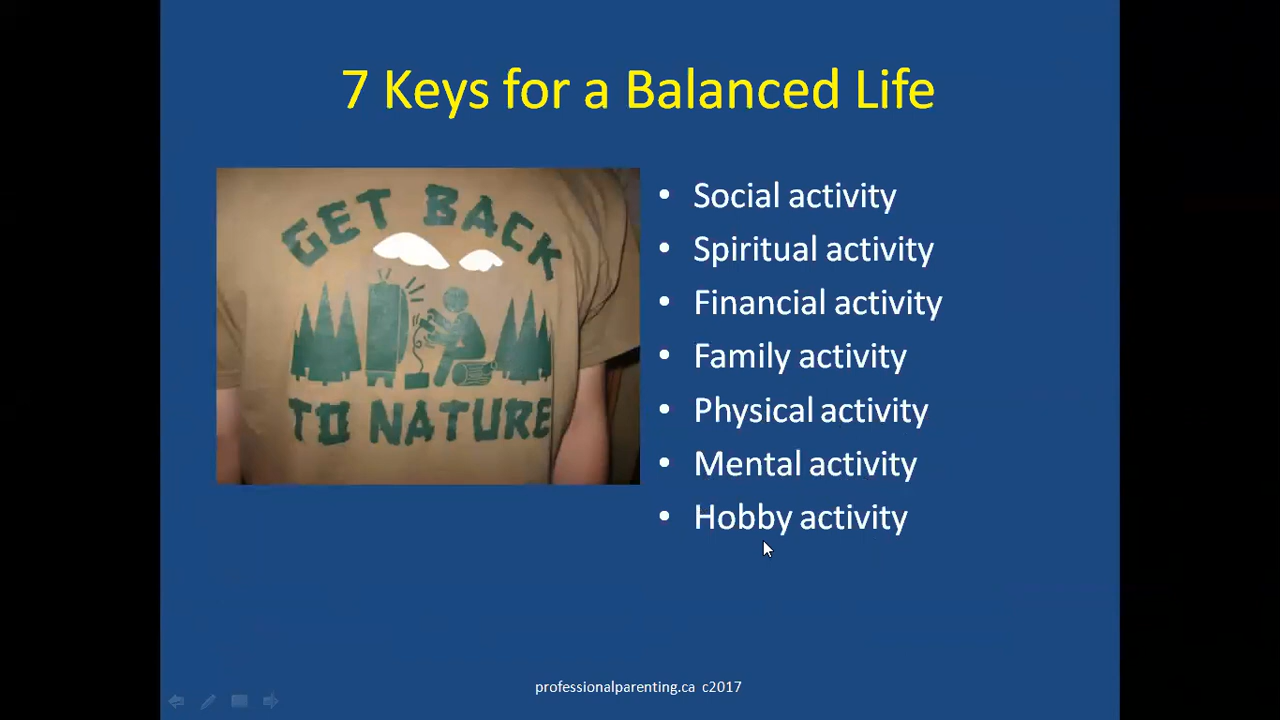 7 Keys for a Balanced Life
GET BACK
TO NATURE
• Social activity
• Spiritual activity
• Financial activity
• Family activity
• Physical activity
• Mental activity
• Hobby activity
professionalparenting.ca c2017